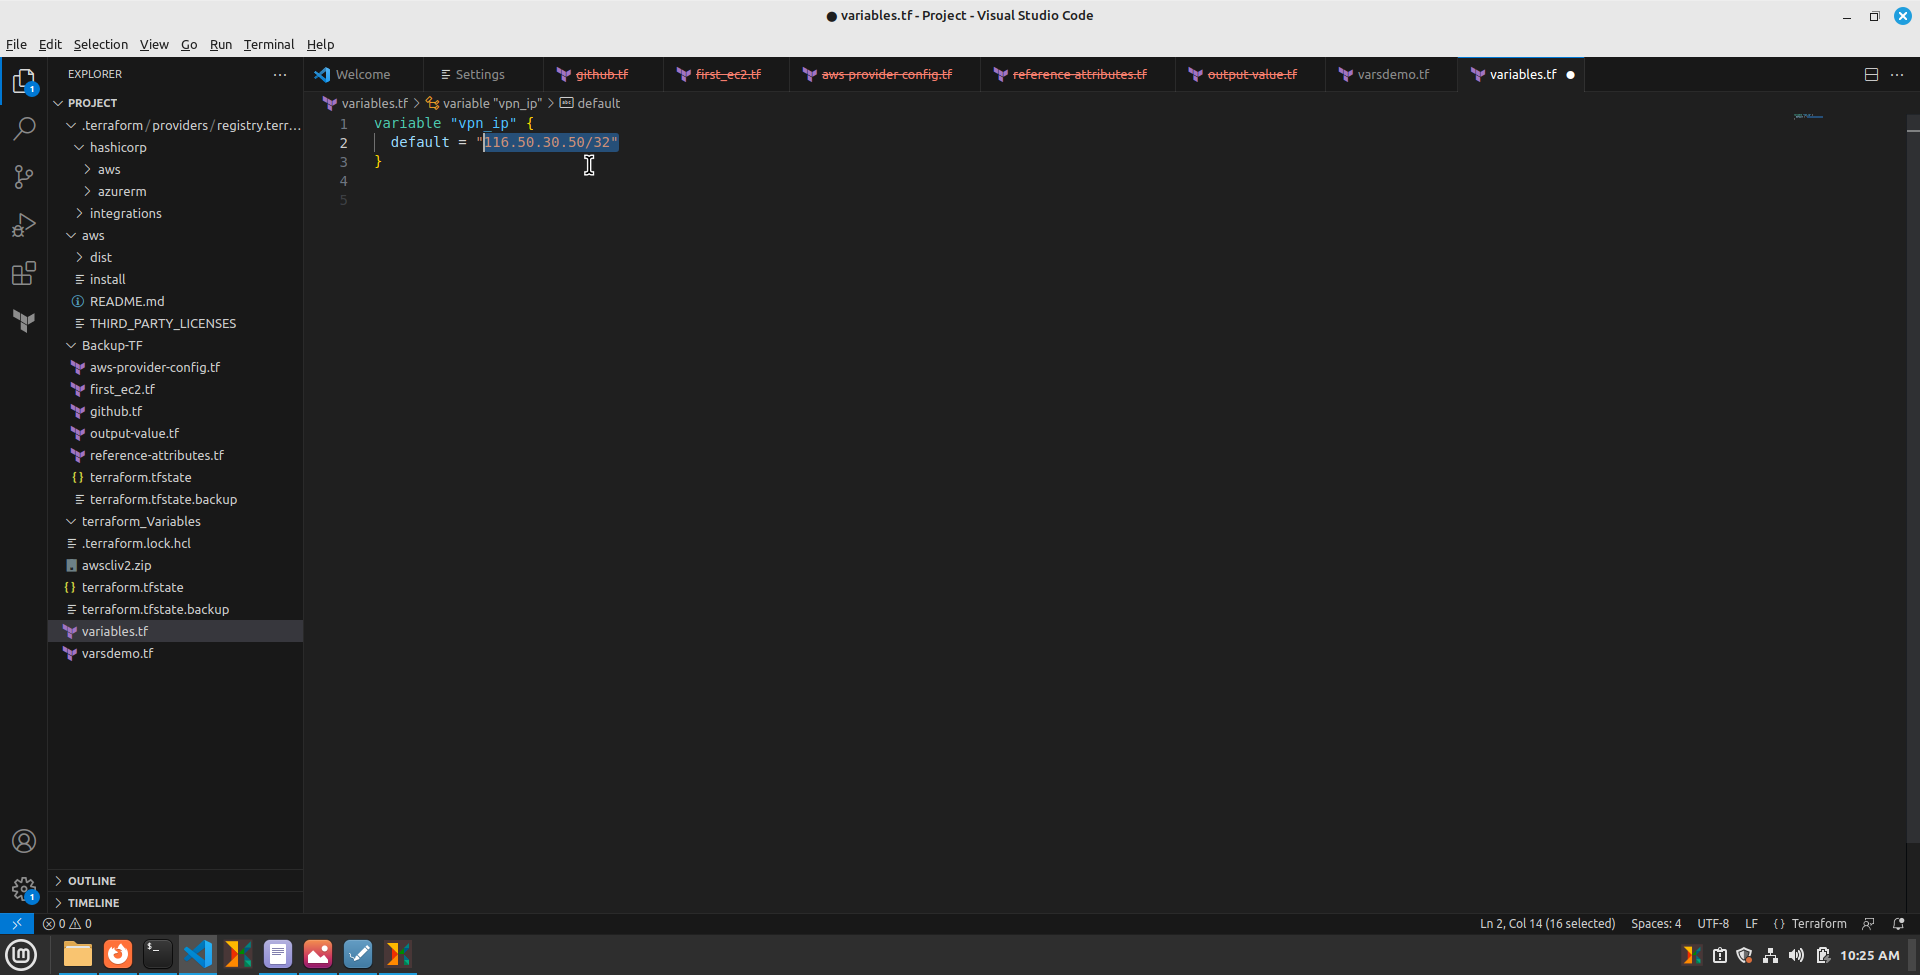 variables.tf - Project - Visual Studio Code
File Edit Selection View Go Run Terminal Help
EXPLORER
Welcome
Settings
github.tf
first_ec2.tf
aws-provider-config.tf
reference-attributes.tf
output-value.tf
varsdemo.tf
variables.tf
1
PROJECT
.terraform/providers/registry.terr...
hashicorp
aws
azurerm
integrations
aws
dist
install
README.md
THIRD_PARTY_LICENSES
Backup-TF
aws-provider-config.tf
first_ec2.tf
github.tf
output-value.tf
reference-attributes.tf
terraform.tfstate
terraform.tfstate.backup
terraform_Variables
.terraform.lock.hcl
awscliv2.zip
terraform.tfstate
terraform.tfstate.backup
variables.tf
varsdemo.tf
OUTLINE
TIMELINE
1
variables.tf > variable "vpn_ip" > default
1 variable "vpn_ip" {
2 default = "116.50.30.50/32"
3 }
4
5
0 0
Ln 2, Col 14 (16 selected) Spaces: 4 UTF-8 LF { } Terraform
10:25 AM